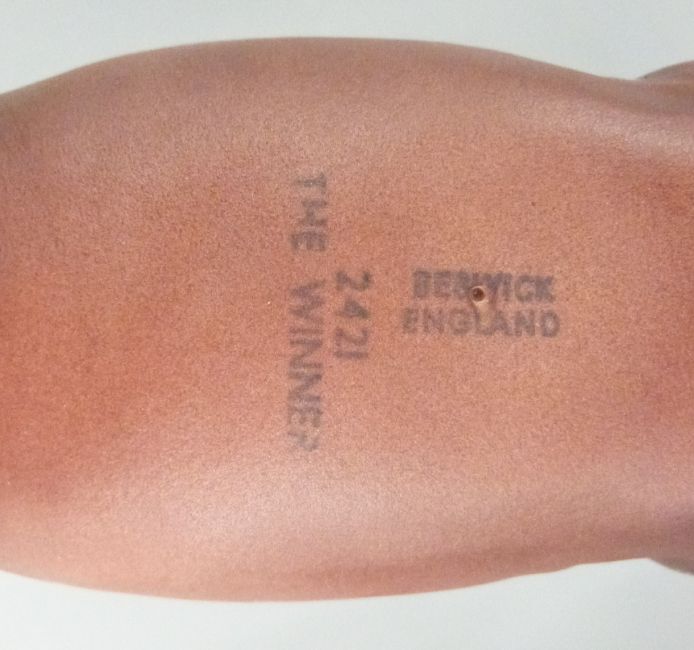 BESWICK
ENGLAND
2421
THE WINNER